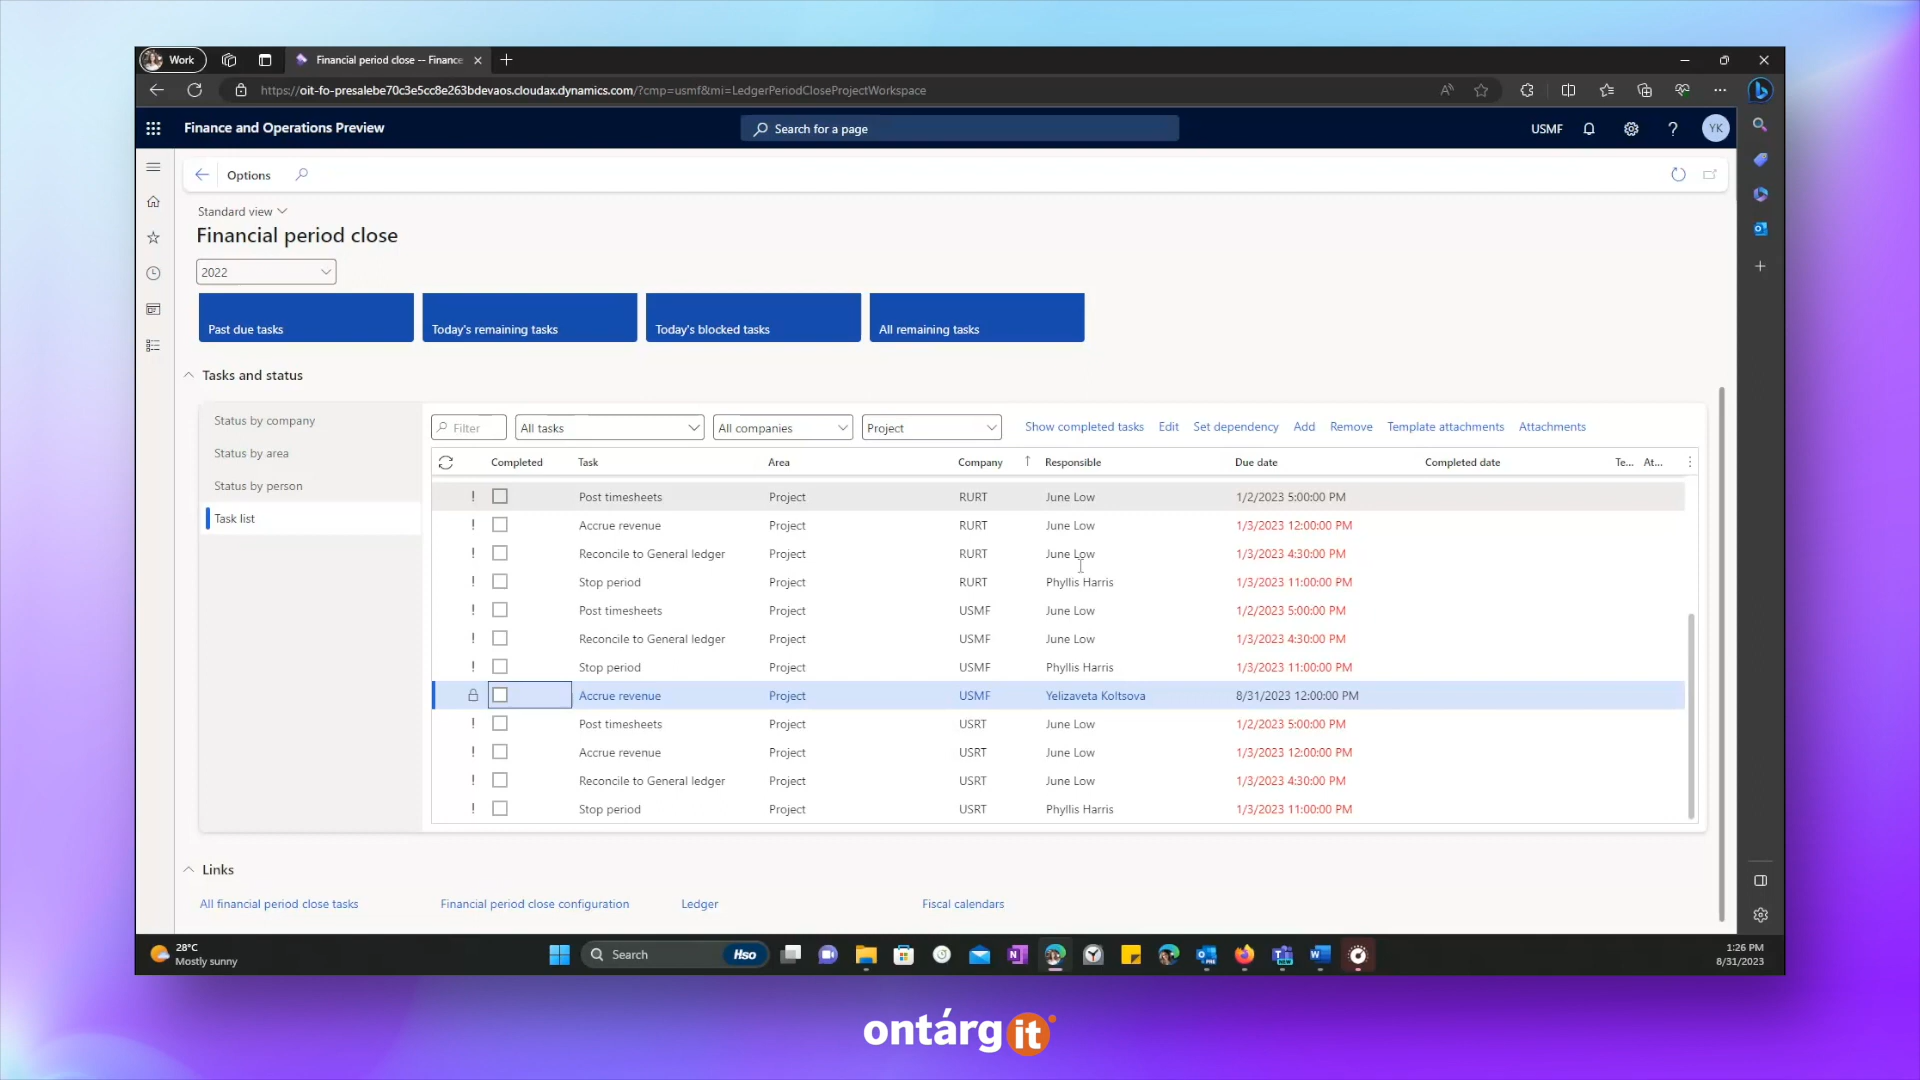 Work
Financial period close -- Finance
https://oit-fo-presalebe70c3e5cc8e263bdevaos.cloudax.dynamics.com/?cmp=usmf&mi=LedgerPeriodCloseProjectWorkspace
Finance and Operations Preview
Search for a page
USMF
YK
Options
Standard view
Financial period close
2022
Past due tasks
Today's remaining tasks
Today's blocked tasks
All remaining tasks
Tasks and status
Status by company
Status by area
Status by person
Task list
Filter All tasks All companies Project Show completed tasks Edit Set dependency Add Remove Template attachments Attachments
Completed Task Area Company Responsible Due date Completed date Te... At...
! Post timesheets Project RURT June Low 1/2/2023 5:00:00 PM
! Accrue revenue Project RURT June Low 1/3/2023 12:00:00 PM
! Reconcile to General ledger Project RURT June Low 1/3/2023 4:30:00 PM
! Stop period Project RURT Phyllis Harris 1/3/2023 11:00:00 PM
! Post timesheets Project USMF June Low 1/2/2023 5:00:00 PM
! Reconcile to General ledger Project USMF June Low 1/3/2023 4:30:00 PM
! Stop period Project USMF Phyllis Harris 1/3/2023 11:00:00 PM
Accrue revenue Project USMF Yelizaveta Koltsova 8/31/2023 12:00:00 PM
! Post timesheets Project USRT June Low 1/2/2023 5:00:00 PM
! Accrue revenue Project USRT June Low 1/3/2023 12:00:00 PM
! Reconcile to General ledger Project USRT June Low 1/3/2023 4:30:00 PM
! Stop period Project USRT Phyllis Harris 1/3/2023 11:00:00 PM
Links
All financial period close tasks Financial period close configuration Ledger Fiscal calendars
28°C
Mostly sunny
Search
Hso
1:26 PM
8/31/2023
ontárgit